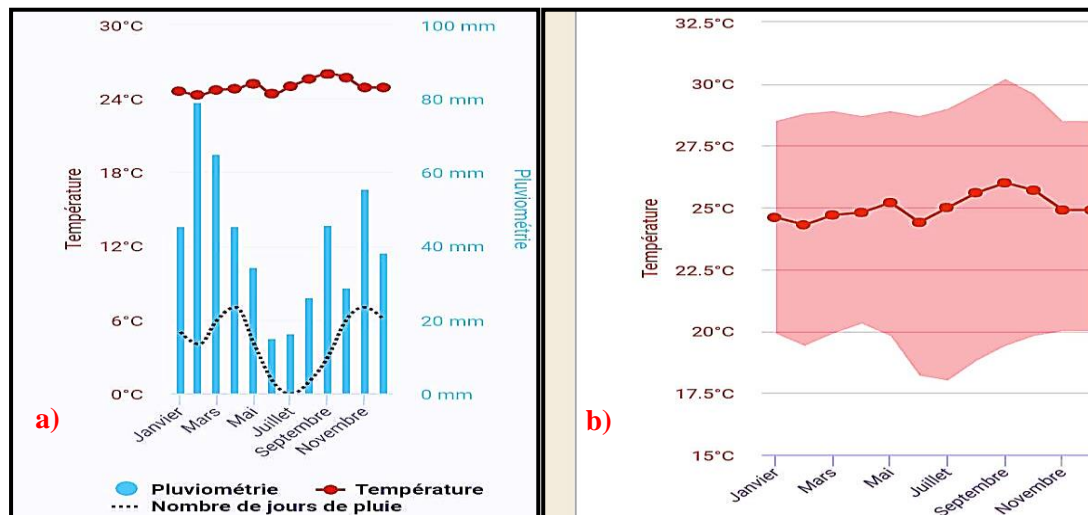 30°C
24°C
18°C
12°C
6°C
0°C
Température
100 mm
80 mm
60 mm
40 mm
20 mm
0 mm
Pluviométrie
Janvier
Mars
Mai
Juillet
Septembre
Novembre
a)
Pluviométrie
Température
Nombre de jours de pluie
32.5°C
30°C
27.5°C
25°C
22.5°C
20°C
17.5°C
15°C
Température
Janvier
Mars
Mai
Juillet
Septembre
Novembre
b)